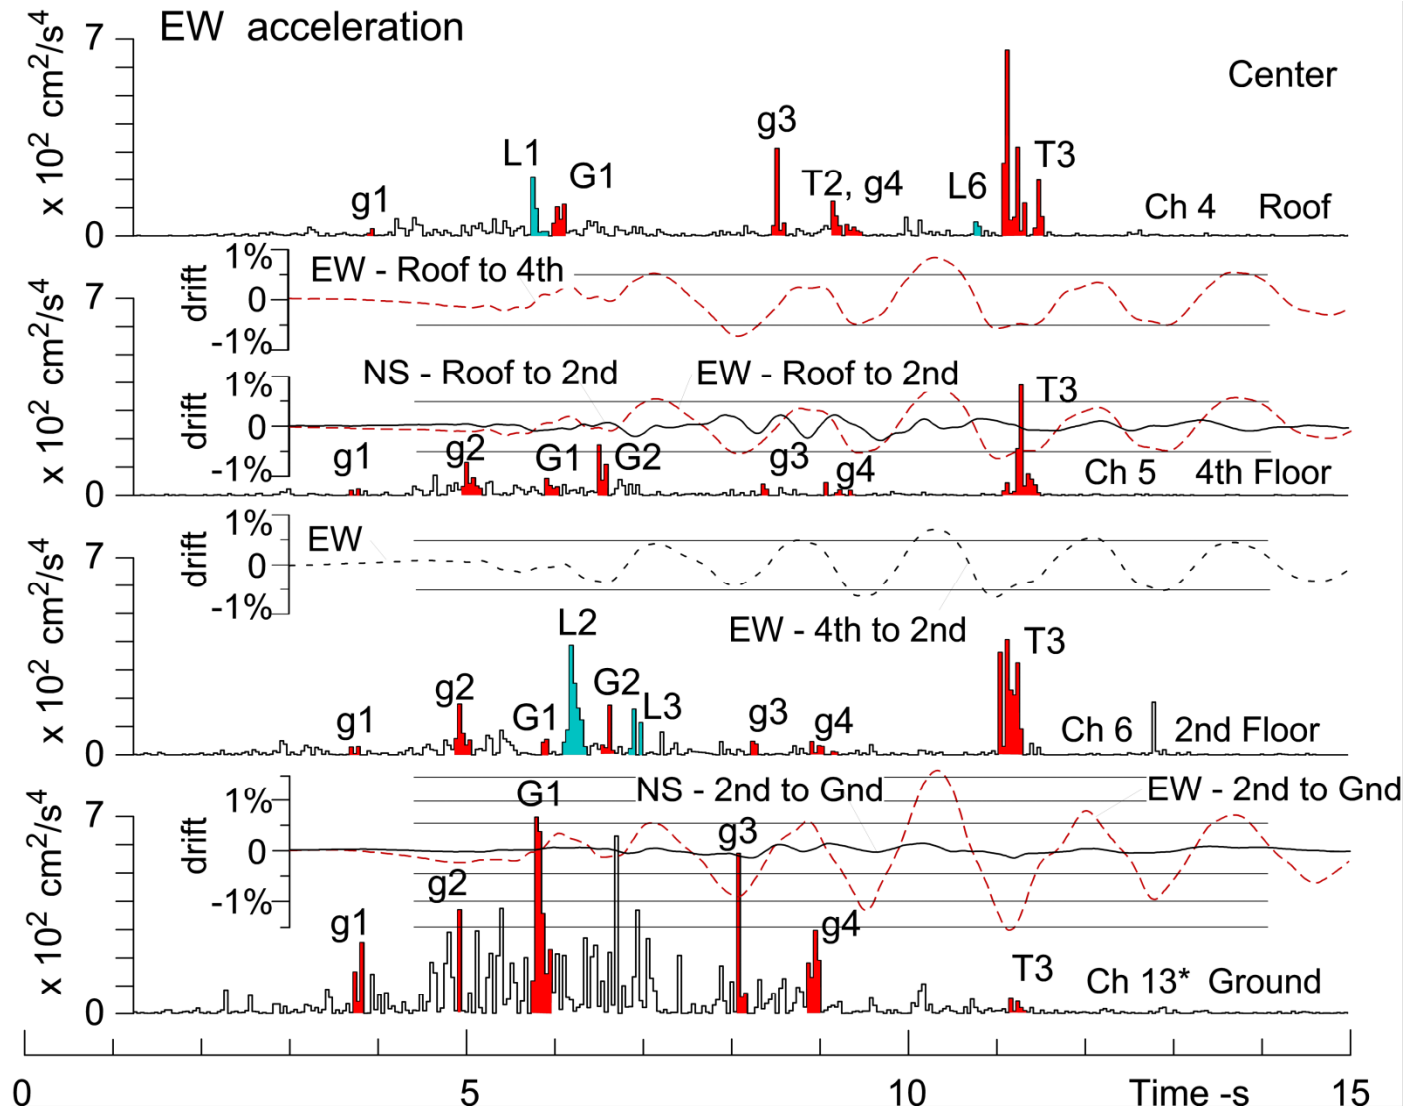 EW acceleration
7
x 10² cm²/s⁴
0
Center
g1
L1
G1
g3
T2, g4
L6
T3
Ch 4 Roof
1%
drift
0
-1%
EW - Roof to 4th
7
x 10² cm²/s⁴
0
1%
drift
0
-1%
NS - Roof to 2nd
EW - Roof to 2nd
T3
g1
g2
G1
G2
g3
g4
Ch 5 4th Floor
1%
drift
0
-1%
EW
7
x 10² cm²/s⁴
0
EW - 4th to 2nd
g1
g2
G1
L2
G2
L3
g3
g4
T3
Ch 6 2nd Floor
1%
drift
0
-1%
NS - 2nd to Gnd
EW - 2nd to Gnd
7
x 10² cm²/s⁴
0
g1
g2
G1
g3
g4
T3
Ch 13* Ground
0
5
10
Time -s
15